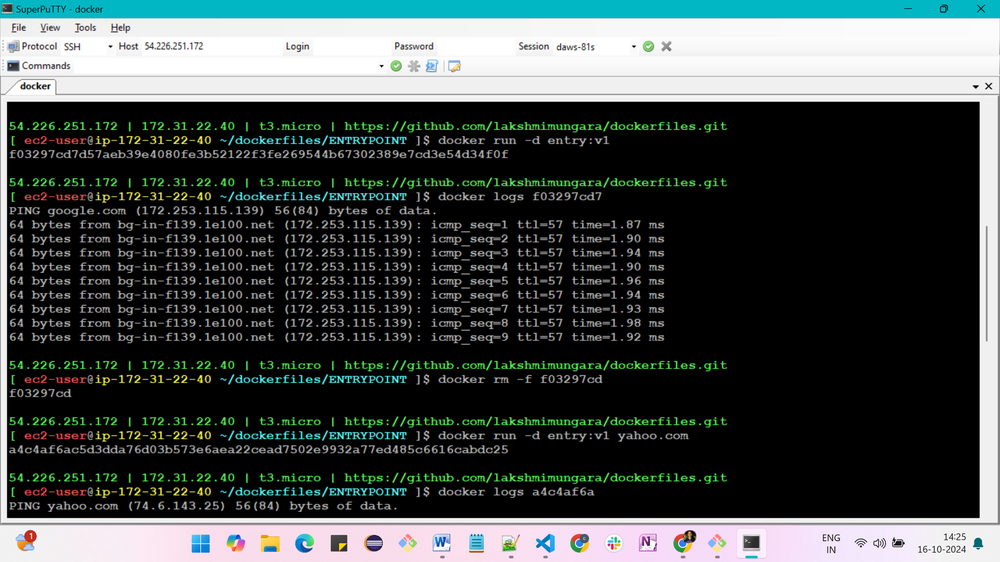 SuperPuTTY - docker
File View Tools Help
Protocol SSH Host 54.226.251.172 Login Password Session daws-81s
Commands
docker
54.226.251.172 | 172.31.22.40 | t3.micro | https://github.com/lakshmimungara/dockerfiles.git
[ ec2-user@ip-172-31-22-40 ~/dockerfiles/ENTRYPOINT ]$ docker run -d entry:v1
f03297cd7d57aeb39e4080fe3b52122f3fe269544b67302389e7cd3e54d34f0f
54.226.251.172 | 172.31.22.40 | t3.micro | https://github.com/lakshmimungara/dockerfiles.git
[ ec2-user@ip-172-31-22-40 ~/dockerfiles/ENTRYPOINT ]$ docker logs f03297cd7
PING google.com (172.253.115.139) 56(84) bytes of data.
64 bytes from bg-in-f139.1e100.net (172.253.115.139): icmp_seq=1 ttl=57 time=1.87 ms
64 bytes from bg-in-f139.1e100.net (172.253.115.139): icmp_seq=2 ttl=57 time=1.90 ms
64 bytes from bg-in-f139.1e100.net (172.253.115.139): icmp_seq=3 ttl=57 time=1.94 ms
64 bytes from bg-in-f139.1e100.net (172.253.115.139): icmp_seq=4 ttl=57 time=1.90 ms
64 bytes from bg-in-f139.1e100.net (172.253.115.139): icmp_seq=5 ttl=57 time=1.96 ms
64 bytes from bg-in-f139.1e100.net (172.253.115.139): icmp_seq=6 ttl=57 time=1.94 ms
64 bytes from bg-in-f139.1e100.net (172.253.115.139): icmp_seq=7 ttl=57 time=1.93 ms
64 bytes from bg-in-f139.1e100.net (172.253.115.139): icmp_seq=8 ttl=57 time=1.98 ms
64 bytes from bg-in-f139.1e100.net (172.253.115.139): icmp_seq=9 ttl=57 time=1.92 ms
54.226.251.172 | 172.31.22.40 | t3.micro | https://github.com/lakshmimungara/dockerfiles.git
[ ec2-user@ip-172-31-22-40 ~/dockerfiles/ENTRYPOINT ]$ docker rm -f f03297cd
f03297cd
54.226.251.172 | 172.31.22.40 | t3.micro | https://github.com/lakshmimungara/dockerfiles.git
[ ec2-user@ip-172-31-22-40 ~/dockerfiles/ENTRYPOINT ]$ docker run -d entry:v1 yahoo.com
a4c4af6ac5d3dda76d03b573e6aea22cead7502e9932a77ed485c6616cabdc25
54.226.251.172 | 172.31.22.40 | t3.micro | https://github.com/lakshmimungara/dockerfiles.git
[ ec2-user@ip-172-31-22-40 ~/dockerfiles/ENTRYPOINT ]$ docker logs a4c4af6a
PING yahoo.com (74.6.143.25) 56(84) bytes of data.
1
ENG 14:25
IN 16-10-2024